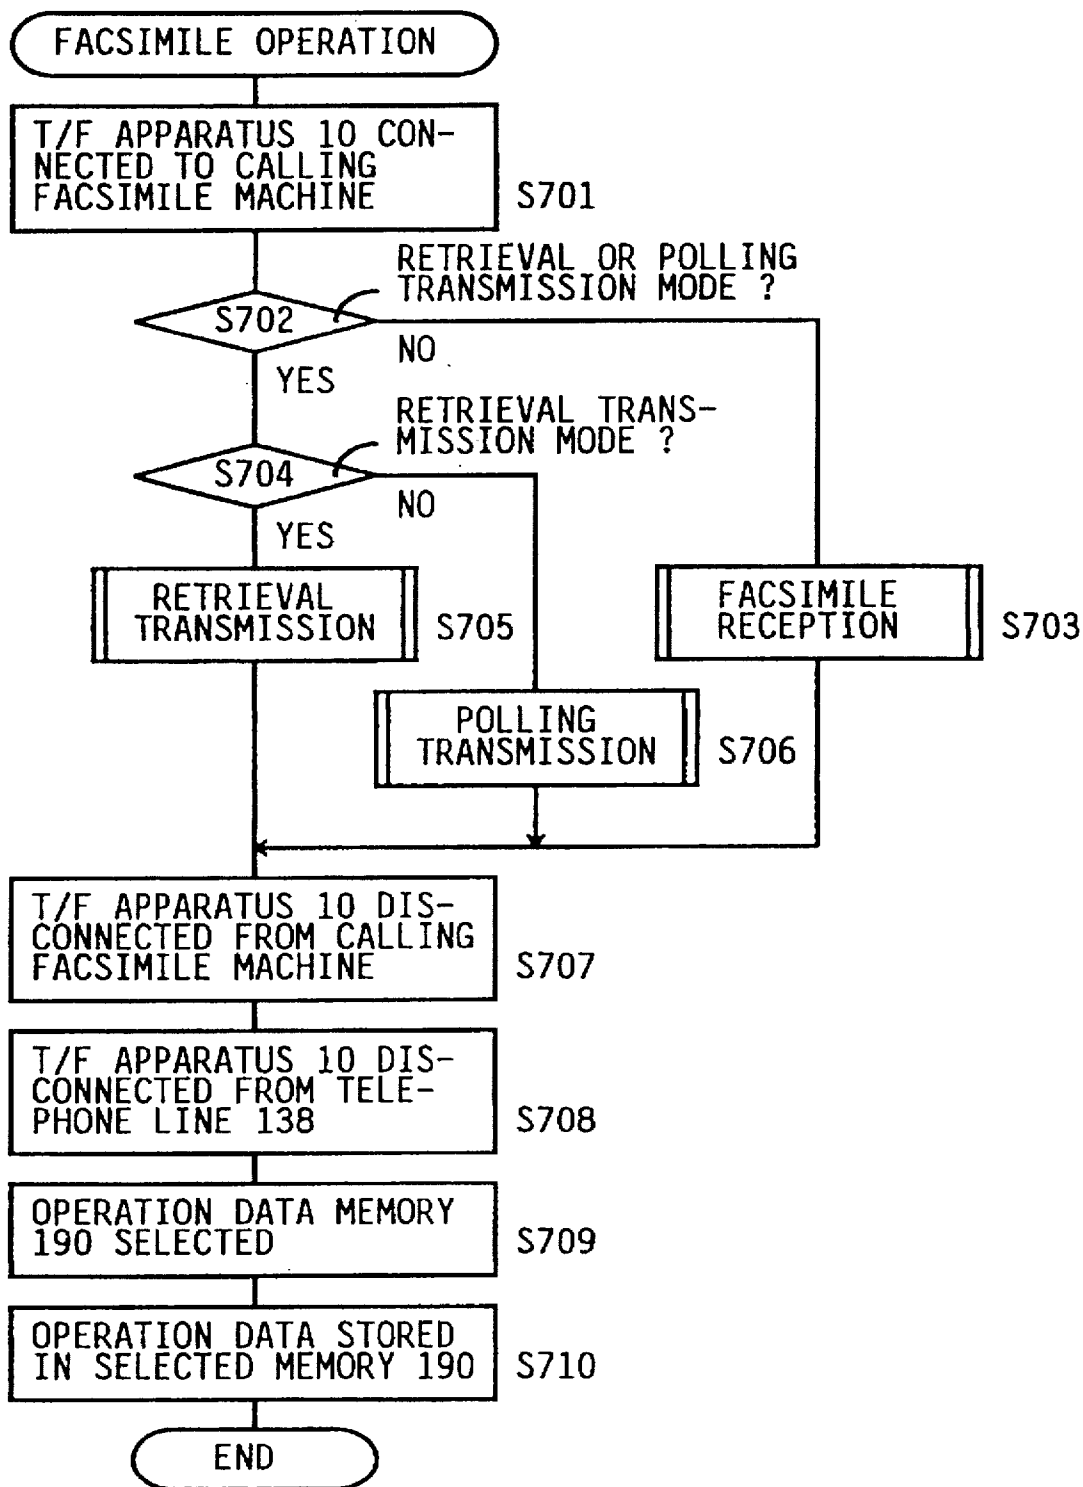 FACSIMILE OPERATION
T/F APPARATUS 10 CON-
NECTED TO CALLING
FACSIMILE MACHINE
S701
RETRIEVAL OR POLLING
TRANSMISSION MODE ?
S702
NO
YES
RETRIEVAL TRANS-
MISSION MODE ?
S704
NO
YES
RETRIEVAL
TRANSMISSION
S705
FACSIMILE
RECEPTION
S703
POLLING
TRANSMISSION
S706
T/F APPARATUS 10 DIS-
CONNECTED FROM CALLING
FACSIMILE MACHINE
S707
T/F APPARATUS 10 DIS-
CONNECTED FROM TELE-
PHONE LINE 138
S708
OPERATION DATA MEMORY
190 SELECTED
S709
OPERATION DATA STORED
IN SELECTED MEMORY 190
S710
END